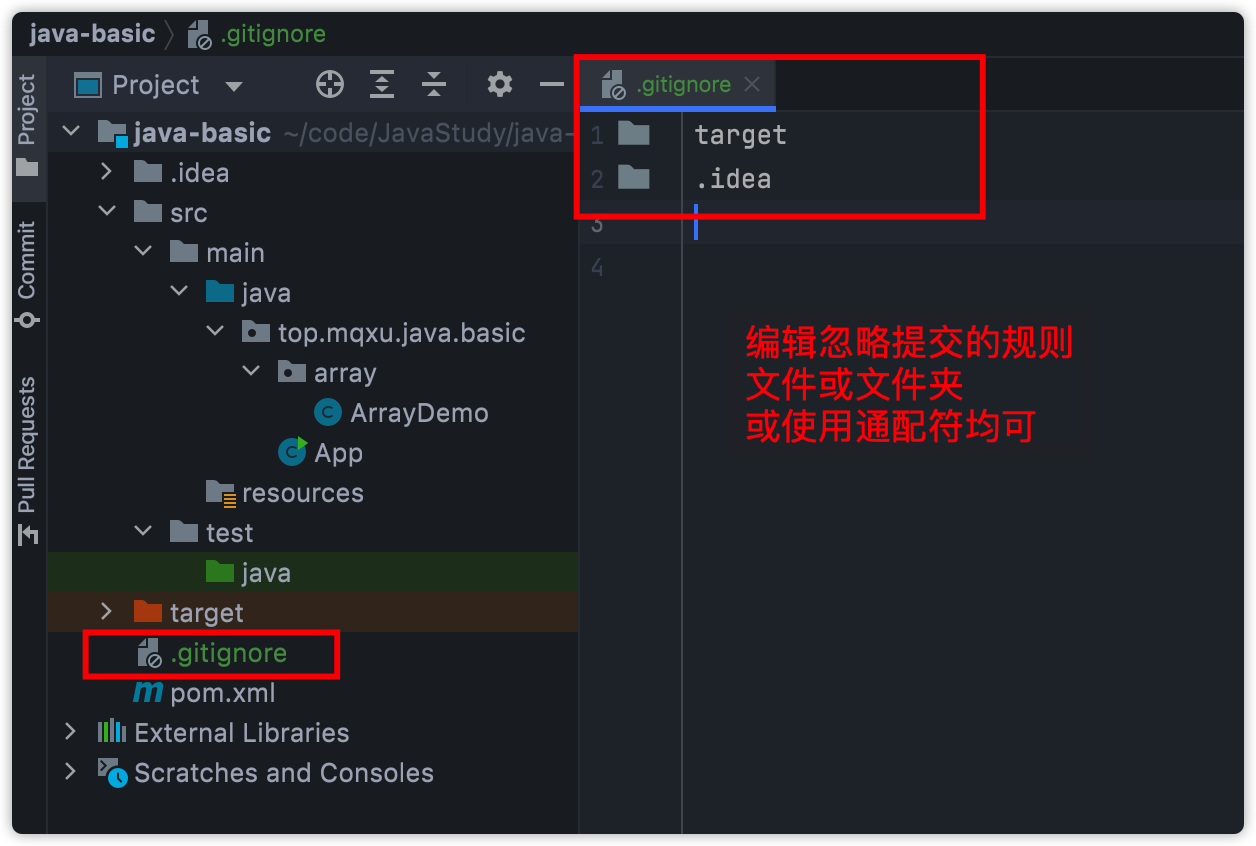 java-basic .gitignore
Project
Commit
Pull Requests
Project
java-basic ~/code/JavaStudy/java-
.idea
src
main
java
top.mqxu.java.basic
array
ArrayDemo
App
resources
test
java
target
.gitignore
pom.xml
External Libraries
Scratches and Consoles
.gitignore
1 target
2 .idea
3
4
编辑忽略提交的规则
文件或文件夹
或使用通配符均可